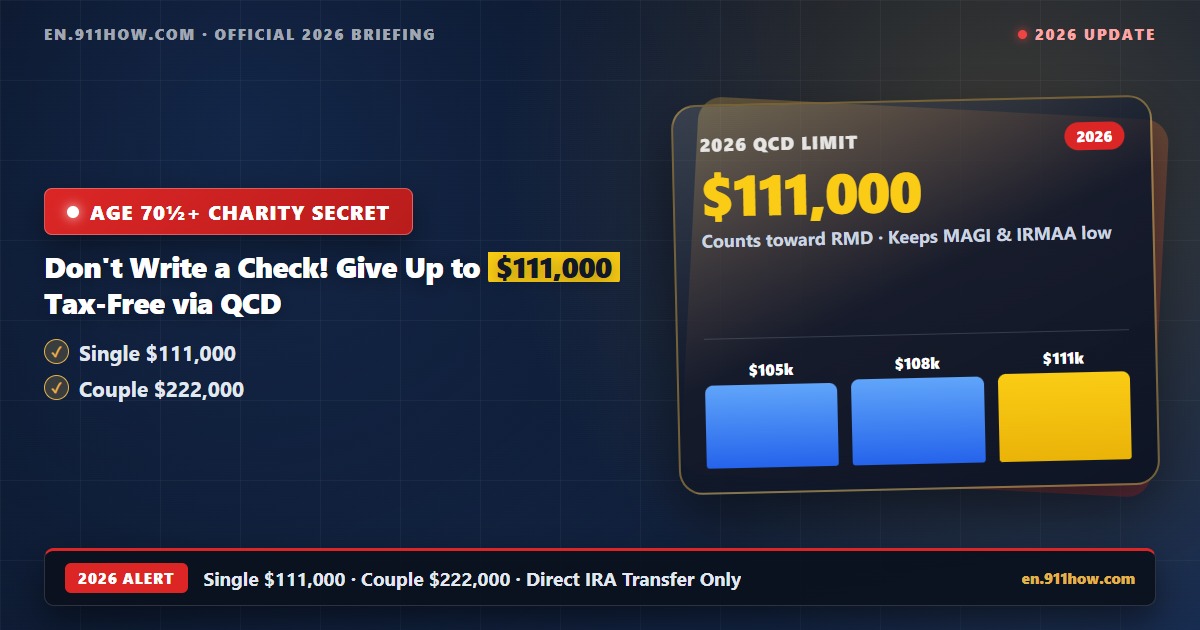 EN.911HOW.COM · OFFICIAL 2026 BRIEFING
2026 UPDATE
AGE 70½+ CHARITY SECRET
Don't Write a Check! Give Up to $111,000
Tax-Free via QCD
✓ Single $111,000
✓ Couple $222,000
2026 QCD LIMIT
2026
$111,000
Counts toward RMD · Keeps MAGI & IRMAA low
$105k
$108k
$111k
2026 ALERT
Single $111,000 · Couple $222,000 · Direct IRA Transfer Only
en.911how.com